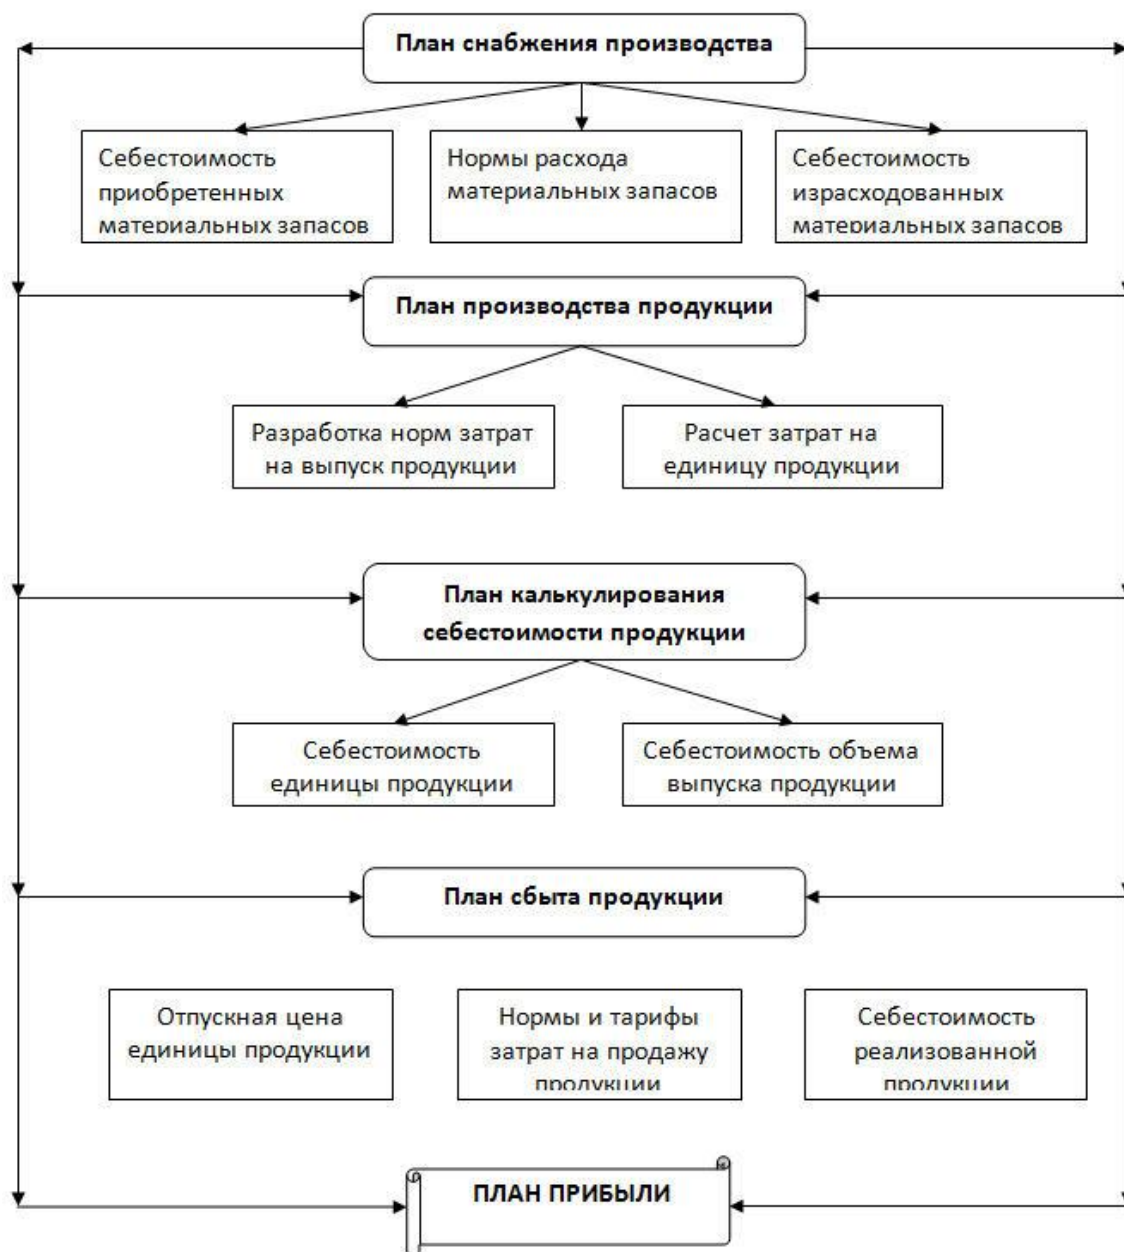 План снабжения производства
Себестоимость
приобретенных
материальных запасов
Нормы расхода
материальных запасов
Себестоимость
израсходованных
материальных запасов
План производства продукции
Разработка норм затрат
на выпуск продукции
Расчет затрат на
единицу продукции
План калькулирования
себестоимости продукции
Себестоимость
единицы продукции
Себестоимость объема
выпуска продукции
План сбыта продукции
Отпускная цена
единицы продукции
Нормы и тарифы
затрат на продажу
продукции
Себестоимость
реализованной
продукции
ПЛАН ПРИБЫЛИ